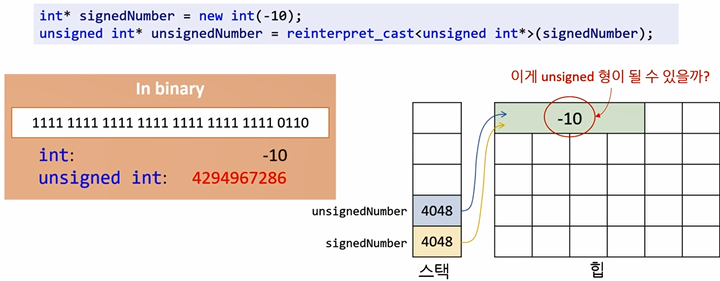 int* signedNumber = new int(-10);
unsigned int* unsignedNumber = reinterpret_cast<unsigned int*>(signedNumber);
이게 unsigned 형이 될 수 있을까?
In binary
1111 1111 1111 1111 1111 1111 1111 0110
int: -10
unsigned int: 4294967286
-10
unsignedNumber 4048
signedNumber 4048
스택
힙